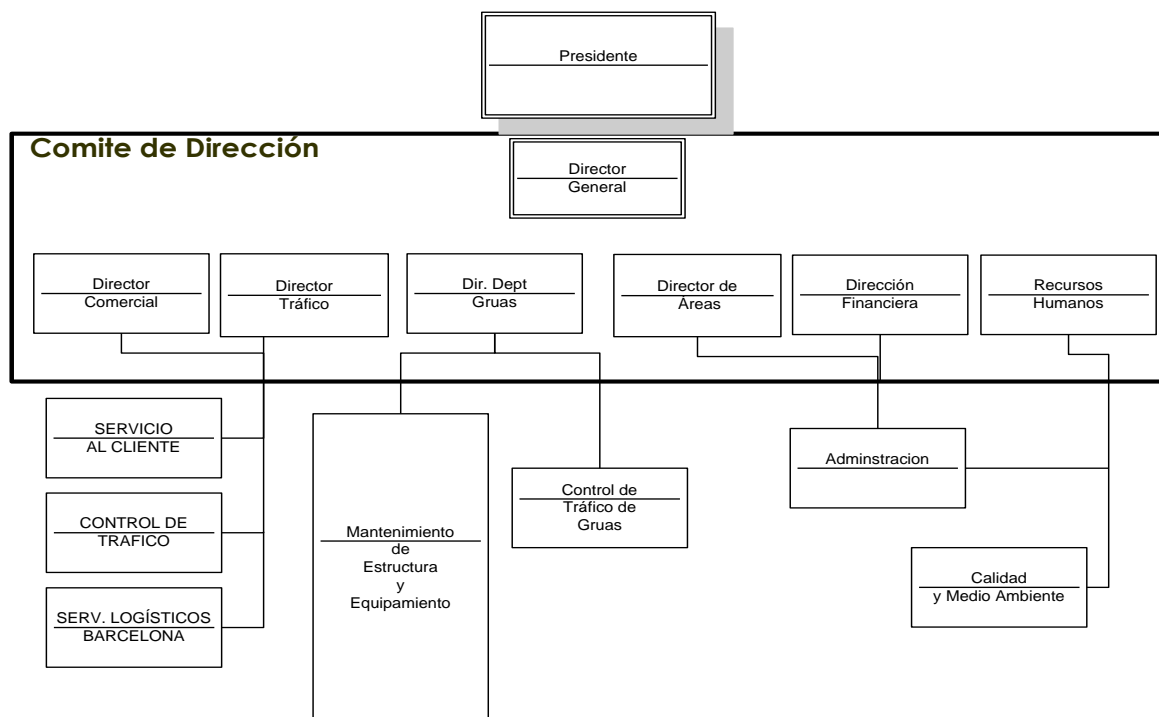 Presidente
Comite de Dirección
Director
General
Director
Comercial
Director
Tráfico
Dir. Dept
Gruas
Director de
Àreas
Dirección
Financiera
Recursos
Humanos
SERVICIO
AL CLIENTE
CONTROL DE
TRAFICO
SERV. LOGÍSTICOS
BARCELONA
Mantenimiento
de
Estructura
y
Equipamiento
Control de
Tráfico de
Gruas
Adminstracion
Calidad
y Medio Ambiente